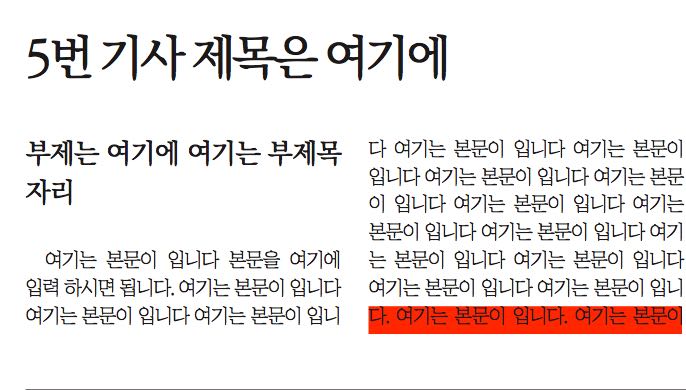 5번 기사 제목은 여기에
부제는 여기에 여기는 부제목
자리
여기는 본문이 입니다 본문을 여기에
입력 하시면 됩니다. 여기는 본문이 입니다
여기는 본문이 입니다 여기는 본문이 입니
다 여기는 본문이 입니다 여기는 본문이
입니다 여기는 본문이 입니다 여기는 본문
이 입니다 여기는 본문이 입니다 여기는
본문이 입니다 여기는 본문이 입니다 여기
는 본문이 입니다 여기는 본문이 입니다
여기는 본문이 입니다 여기는 본문이 입니
다. 여기는 본문이 입니다. 여기는 본문이